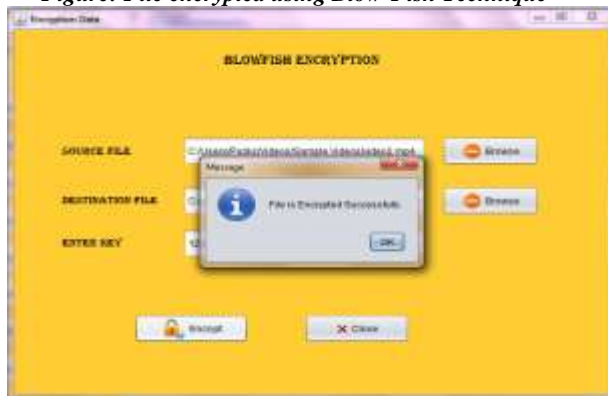 Figure: File encrypted using Blow Fish Technique
Encryption Data
BLOWFISH ENCRYPTION
SOURCE FILE
Browse
Message
File is Encrypted Successfully
DESTINATION FILE
Browse
ENTER KEY
OK
Encrypt
Close